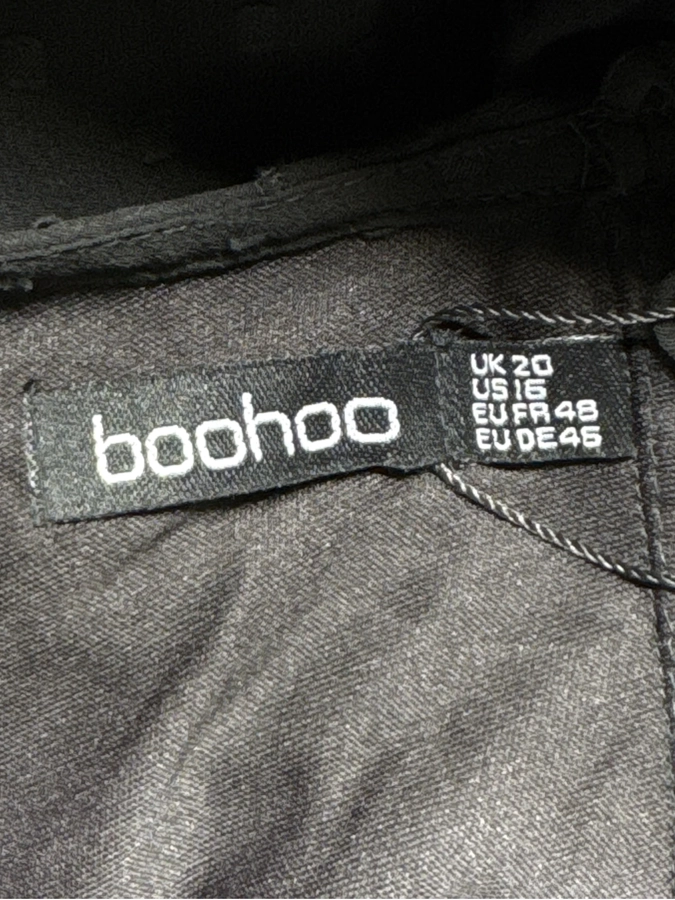 boohoo
UK 20
US 16
EU FR 48
EU DE 46